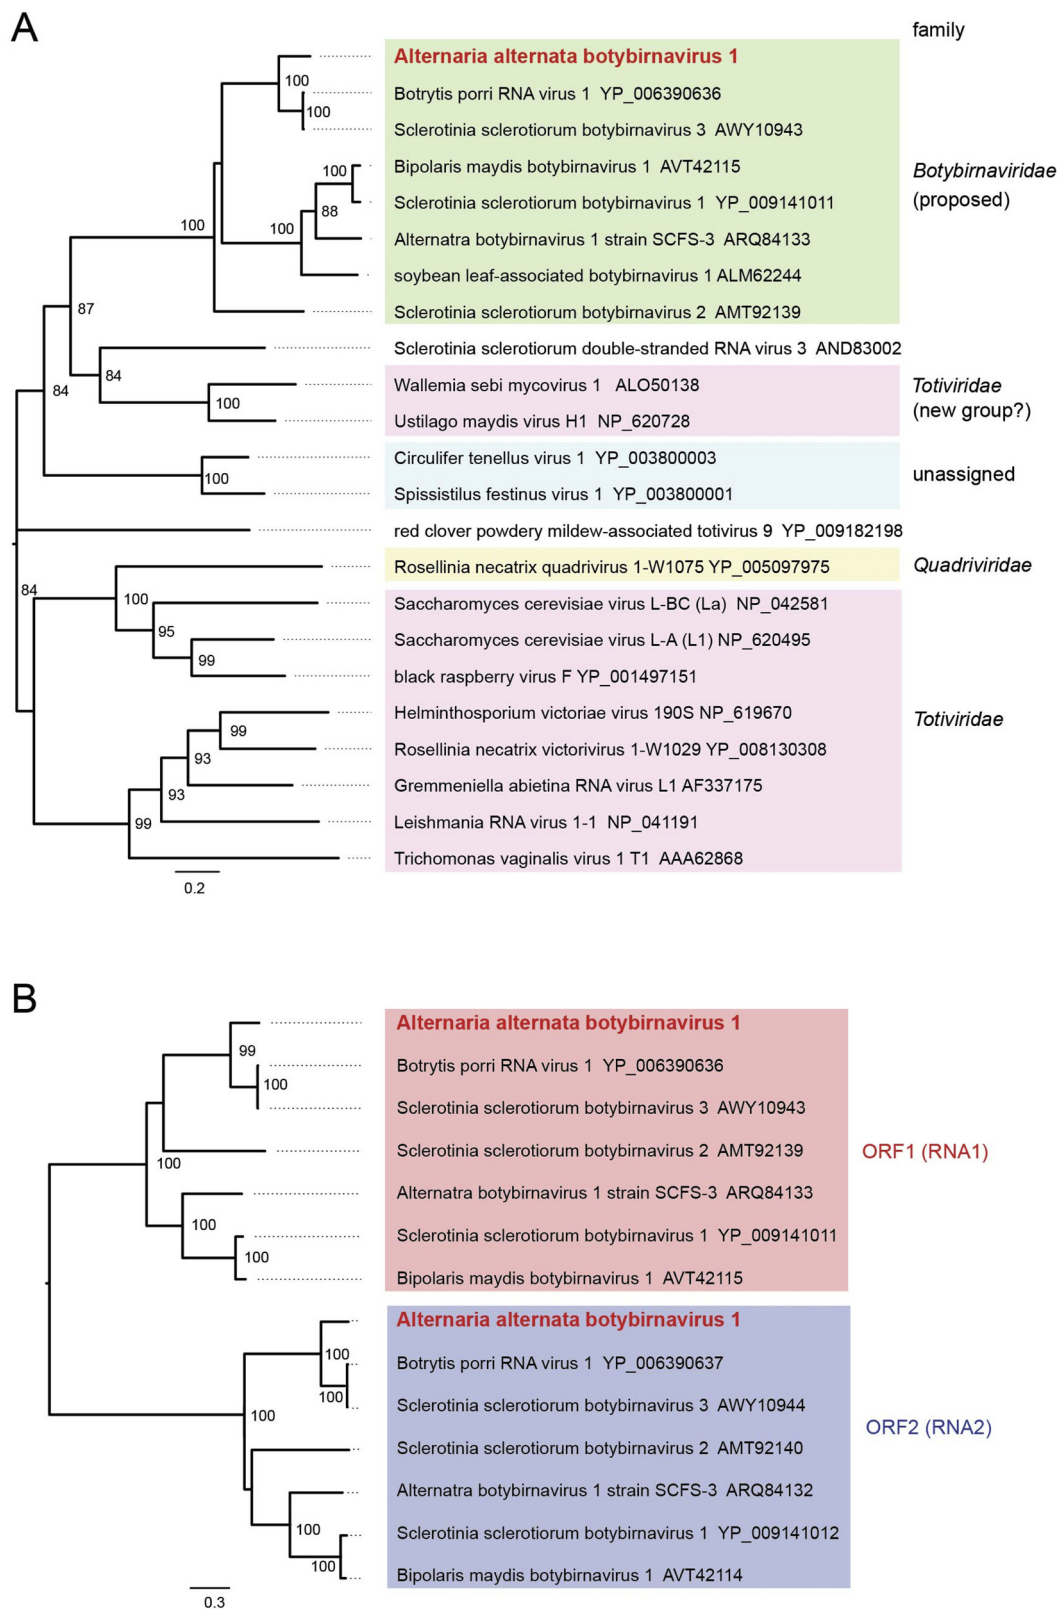 A
family
Alternaria alternata botybirnavirus 1
100
Botrytis porri RNA virus 1 YP_006390636
100
Sclerotinia sclerotiorum botybirnavirus 3 AWY10943
Bipolaris maydis botybirnavirus 1 AVT42115
100
Botybirnaviridae
(proposed)
Sclerotinia sclerotiorum botybirnavirus 1 YP_009141011
88
100
100
Alternatra botybirnavirus 1 strain SCFS-3 ARQ84133
soybean leaf-associated botybirnavirus 1 ALM62244
Sclerotinia sclerotiorum botybirnavirus 2 AMT92139
87
Sclerotinia sclerotiorum double-stranded RNA virus 3 AND83002
84
84
Wallemia sebi mycovirus 1 ALO50138
Totiviridae
(new group?)
100
Ustilago maydis virus H1 NP_620728
Circulifer tenellus virus 1 YP_003800003
100
unassigned
Spissistilus festinus virus 1 YP_003800001
red clover powdery mildew-associated totivirus 9 YP_009182198
Rosellinia necatrix quadrivirus 1-W1075 YP_005097975
Quadriviridae
84
100
Saccharomyces cerevisiae virus L-BC (La) NP_042581
95
Saccharomyces cerevisiae virus L-A (L1) NP_620495
99
black raspberry virus F YP_001497151
Helminthosporium victoriae virus 190S NP_619670
Totiviridae
99
Rosellinia necatrix victorivirus 1-W1029 YP_008130308
93
Gremmeniella abietina RNA virus L1 AF337175
93
Leishmania RNA virus 1-1 NP_041191
99
Trichomonas vaginalis virus 1 T1 AAA62868
0.2
B
Alternaria alternata botybirnavirus 1
99
Botrytis porri RNA virus 1 YP_006390636
100
Sclerotinia sclerotiorum botybirnavirus 3 AWY10943
Sclerotinia sclerotiorum botybirnavirus 2 AMT92139
ORF1 (RNA1)
100
Alternatra botybirnavirus 1 strain SCFS-3 ARQ84133
100
Sclerotinia sclerotiorum botybirnavirus 1 YP_009141011
100
Bipolaris maydis botybirnavirus 1 AVT42115
Alternaria alternata botybirnavirus 1
100
Botrytis porri RNA virus 1 YP_006390637
100
Sclerotinia sclerotiorum botybirnavirus 3 AWY10944
100
ORF2 (RNA2)
Sclerotinia sclerotiorum botybirnavirus 2 AMT92140
Alternatra botybirnavirus 1 strain SCFS-3 ARQ84132
100
Sclerotinia sclerotiorum botybirnavirus 1 YP_009141012
100
Bipolaris maydis botybirnavirus 1 AVT42114
0.3